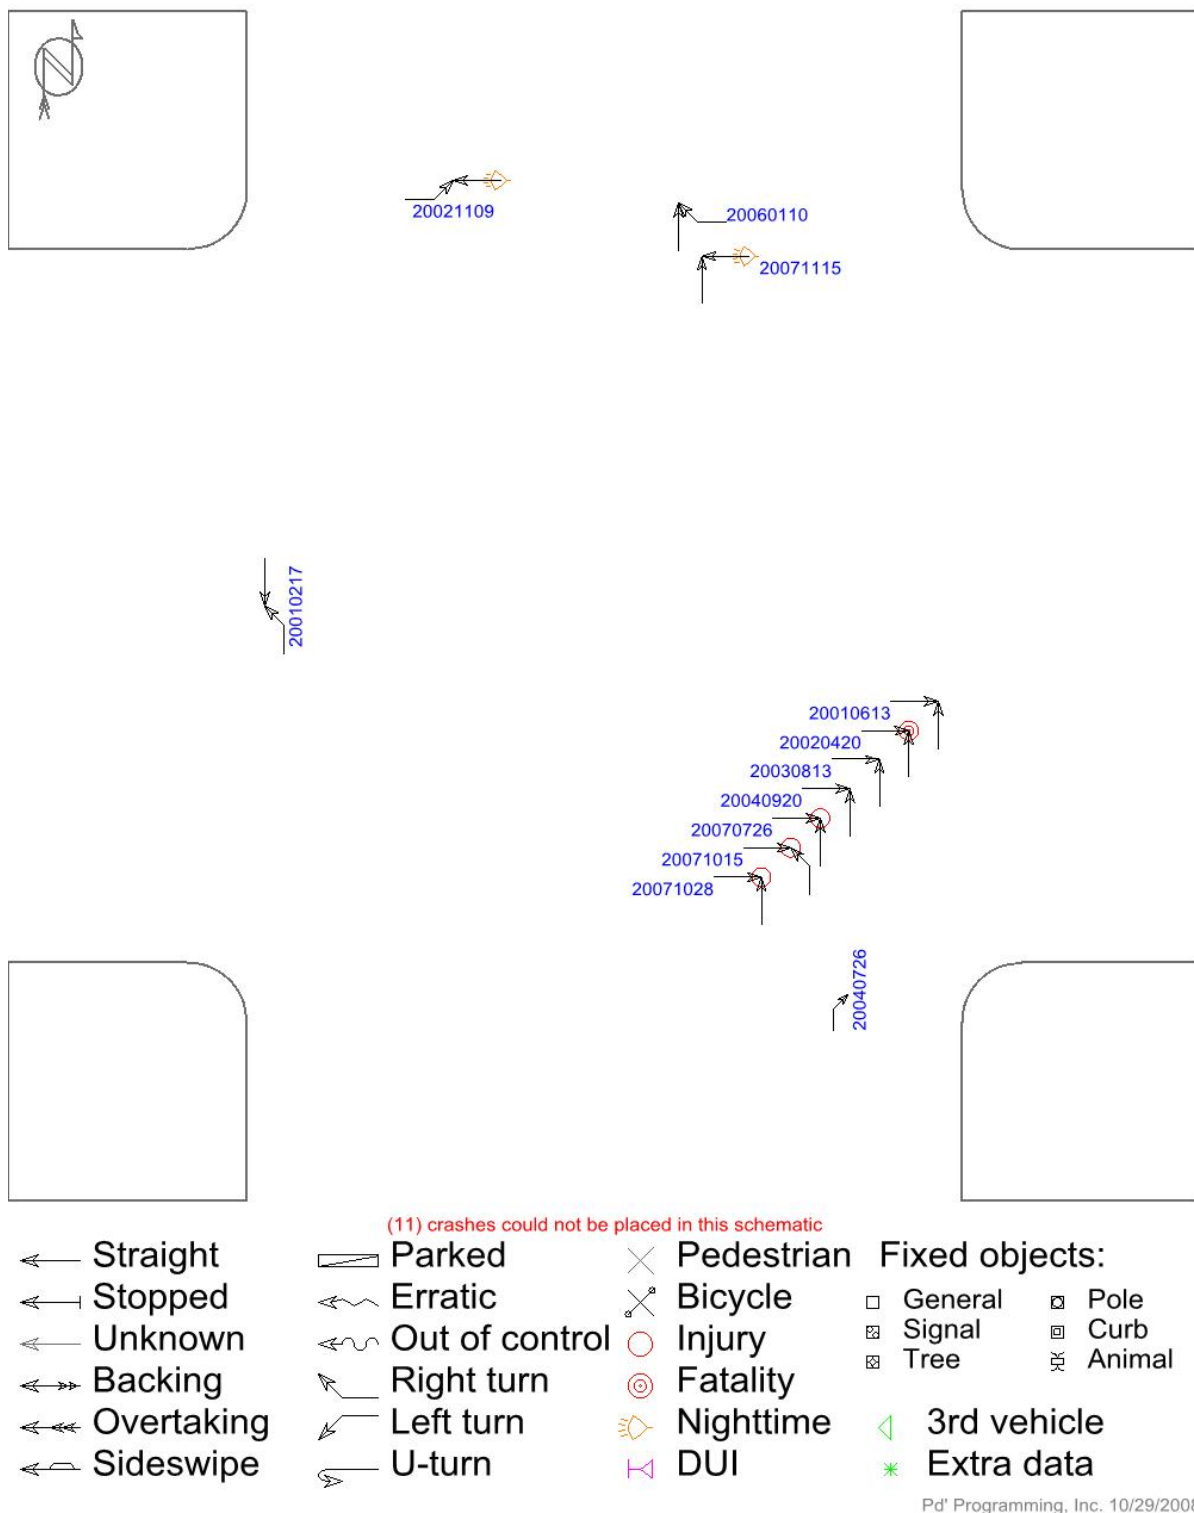 N
20021109
20060110
20071115
20010217
20010613
20020420
20030813
20040920
20070726
20071015
20071028
20040726
(11) crashes could not be placed in this schematic
Straight
Stopped
Unknown
Backing
Overtaking
Sideswipe
Parked
Erratic
Out of control
Right turn
Left turn
U-turn
Pedestrian
Bicycle
Injury
Fatality
Nighttime
DUI
Fixed objects:
General
Signal
Tree
Pole
Curb
Animal
3rd vehicle
Extra data
Pd' Programming, Inc. 10/29/2008